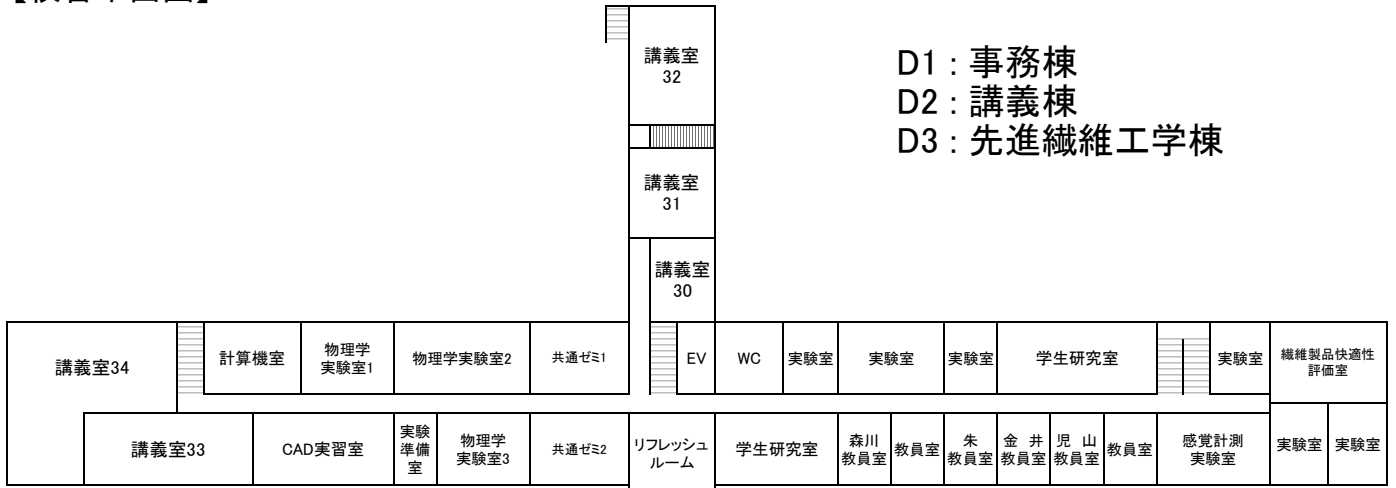 講義室
32
D1：事務棟
D2：講義棟
D3：先進繊維工学棟
講義室
31
講義室
30
講義室34
計算機室
物理学
実験室1
物理学実験室2
共通ゼミ1
EV
WC
実験室
実験室
実験室
学生研究室
実験室
繊維製品快適性
評価室
講義室33
CAD実習室
実験
準備
室
物理学
実験室3
共通ゼミ2
リフレッシュ
ルーム
学生研究室
森川
教員室
教員室
朱
教員室
金 井
教員室
児 山
教員室
教員室
感覚計測
実験室
実験室
実験室